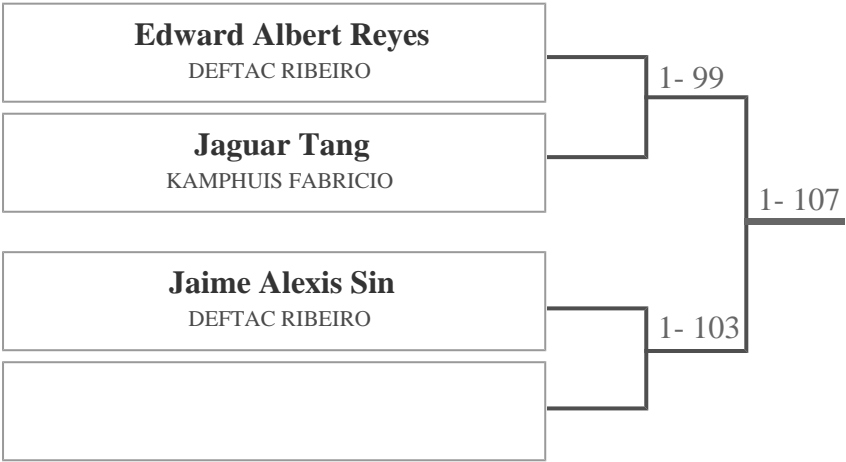 Edward Albert Reyes
DEFTAC RIBEIRO
1- 99
Jaguar Tang
KAMPHUIS FABRICIO
1- 107
Jaime Alexis Sin
DEFTAC RIBEIRO
1- 103